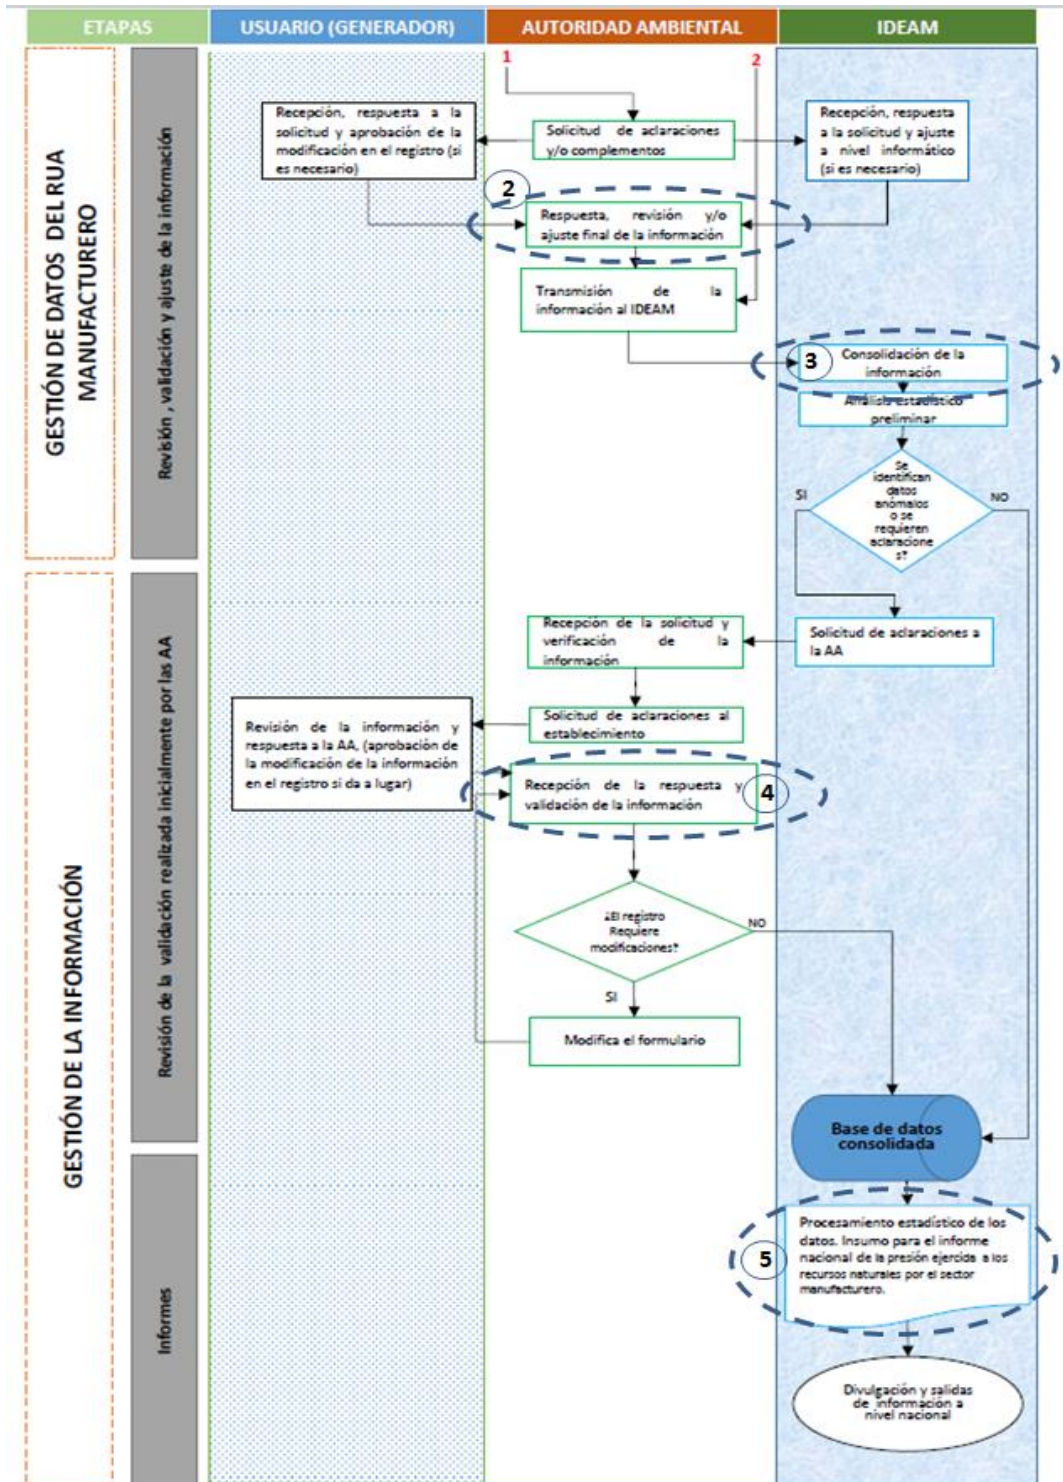 ETAPAS
USUARIO (GENERADOR)
AUTORIDAD AMBIENTAL
IDEAM
GESTIÓN DE DATOS DEL RUA
MANUFACTURERO
Revisión , validación y ajuste de la información
1
2
Recepción, respuesta a la
solicitud y aprobación de la
modificación en el registro (si
es necesario)
Solicitud de aclaraciones
y/o complementos
Recepción, respuesta
a la solicitud y ajuste
a nivel informático
(si es necesario)
2
Respuesta, revisión y/o
ajuste final de la información
Transmisión de la
información al IDEAM
3
Consolidación de la
información
Análisis estadístico
preliminar
Se
identifican
datos
anómalos
o se
requieren
aclaracione
s?
SI
NO
GESTIÓN DE LA INFORMACIÓN
Revisión de la validación realizada inicialmente por las AA
Recepción de la solicitud y
verificación de la
información
Solicitud de aclaraciones a
la AA
Solicitud de aclaraciones al
establecimiento
Revisión de la información y
respuesta a la AA, (aprobación de
la modificación de la información
en el registro si da a lugar)
Recepción de la respuesta y
validación de la información
4
¿El registro
Requiere
modificaciones?
NO
SI
Modifica el formulario
Base de datos
consolidada
Informes
5
Procesamiento estadístico de los
datos. Insumo para el informe
nacional de la presión ejercida a los
recursos naturales por el sector
manufacturero.
Divulgación y salidas
de información a
nivel nacional